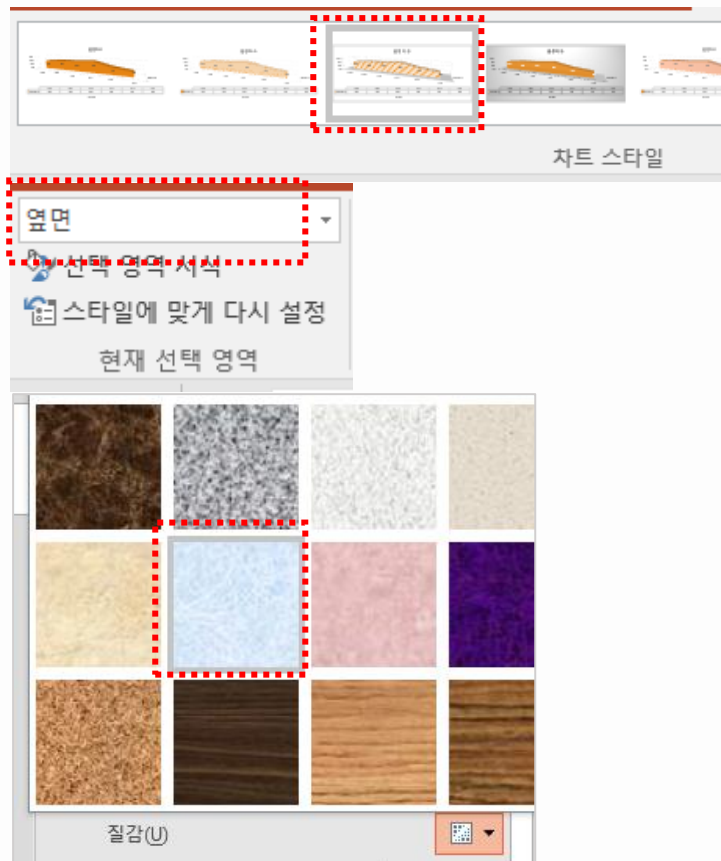 차트 스타일
옆면
선택 영역 서식
스타일에 맞게 다시 설정
현재 선택 영역
질감(U)